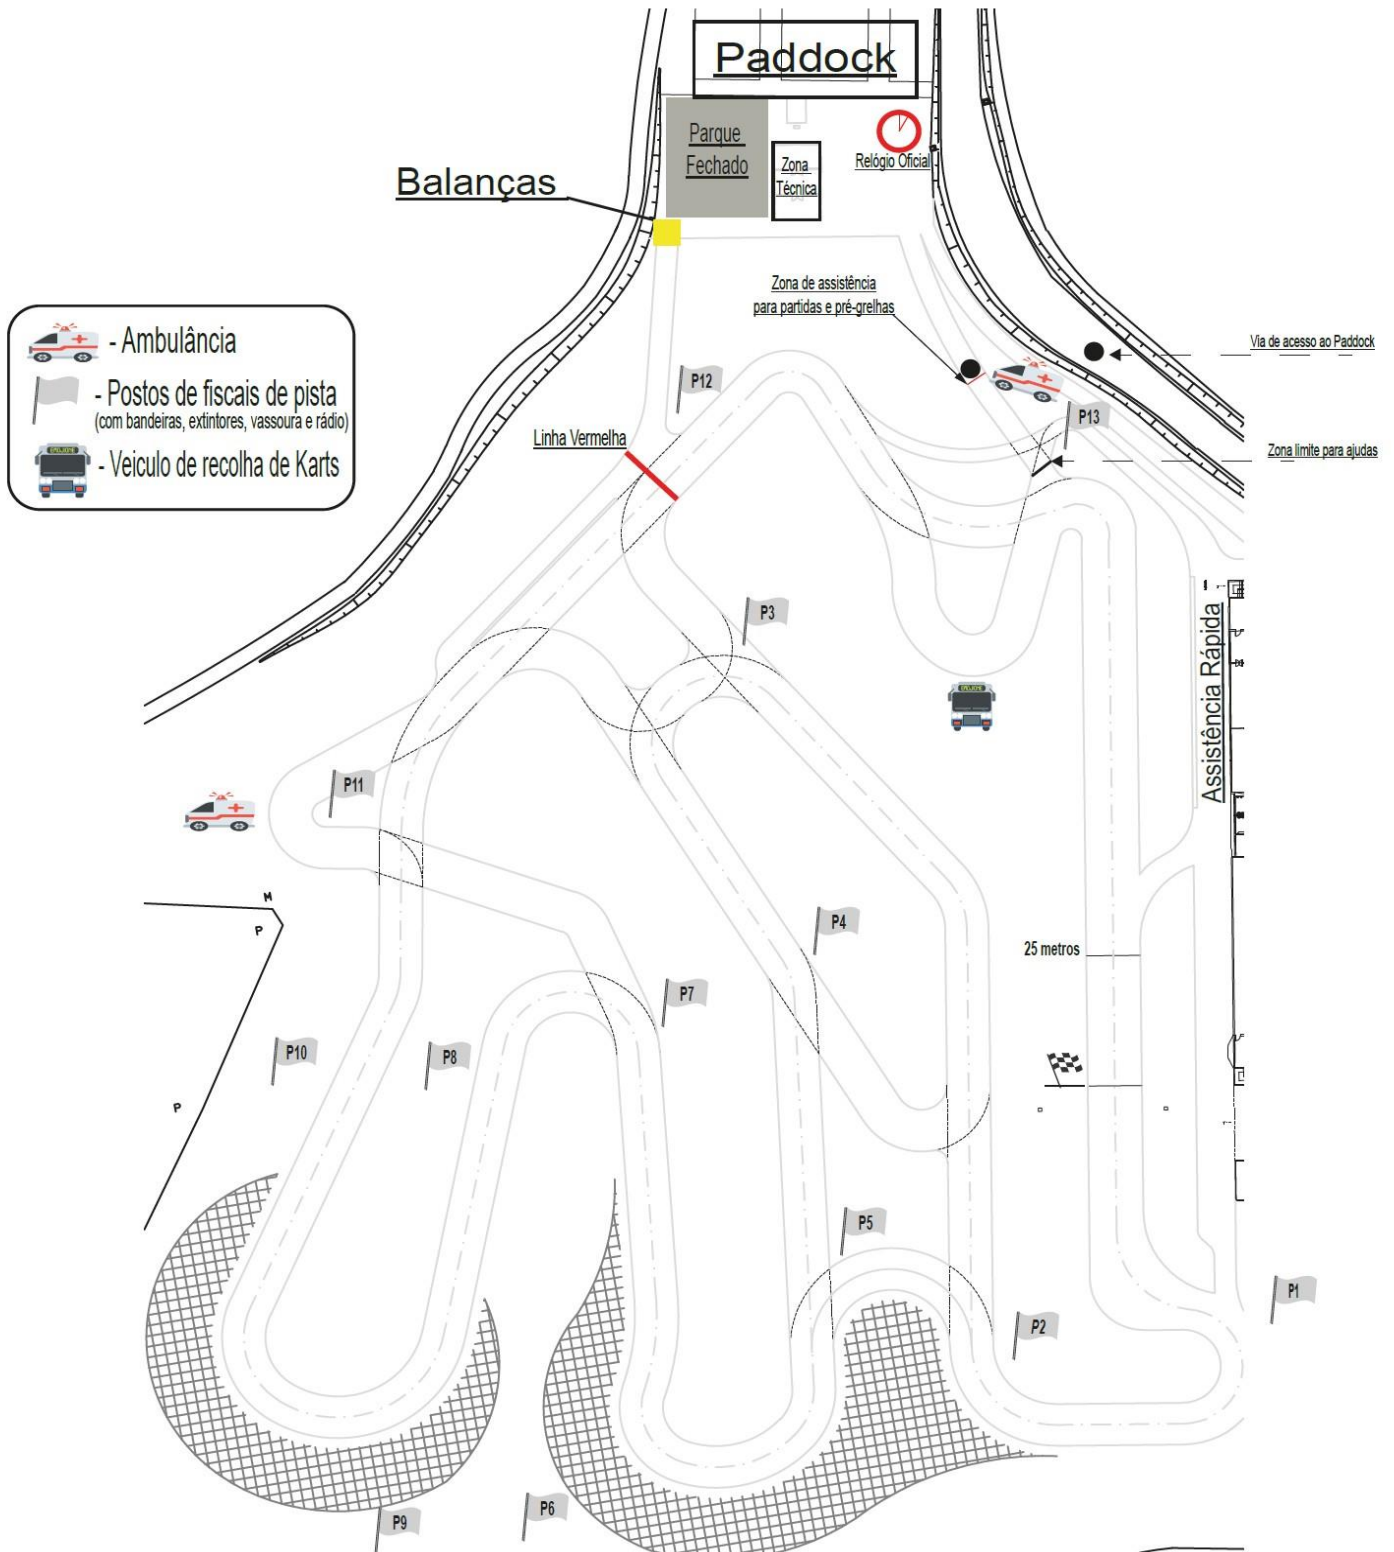 Paddock
Parque
Fechado
Zona
Técnica
Relógio Oficial
Balanças
Zona de assistência
para partidas e pré-grelhas
- Ambulância
- Postos de fiscais de pista
(com bandeiras, extintores, vassoura e rádio)
- Veiculo de recolha de Karts
Via de acesso ao Paddock
P12
P13
Linha Vermelha
Zona limite para ajudas
P3
Assistência Rápida
P11
M
P
P4
25 metros
P7
P10
P8
P
P5
P1
P2
P6
P9